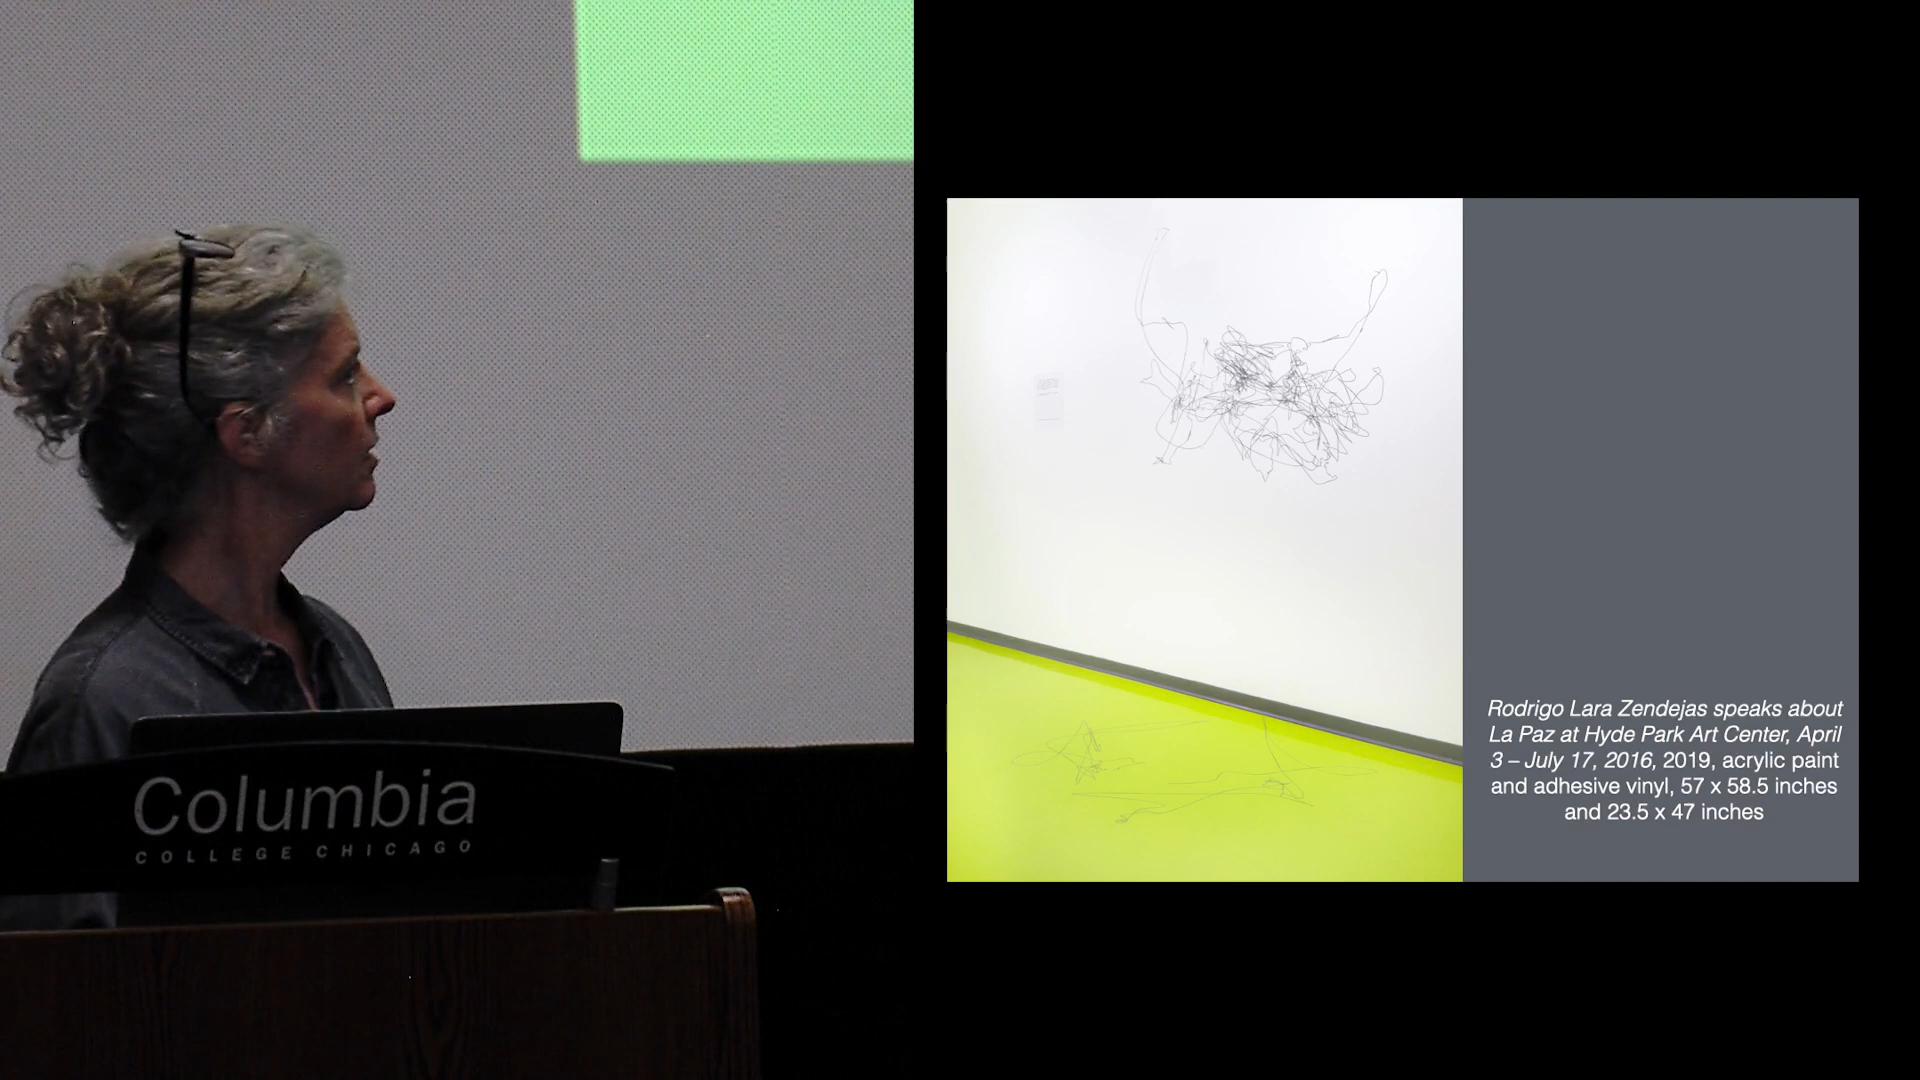 Columbia
COLLEGE CHICAGO
Rodrigo Lara Zendejas speaks about
La Paz at Hyde Park Art Center, April
3 – July 17, 2016, 2019, acrylic paint
and adhesive vinyl, 57 x 58.5 inches
and 23.5 x 47 inches